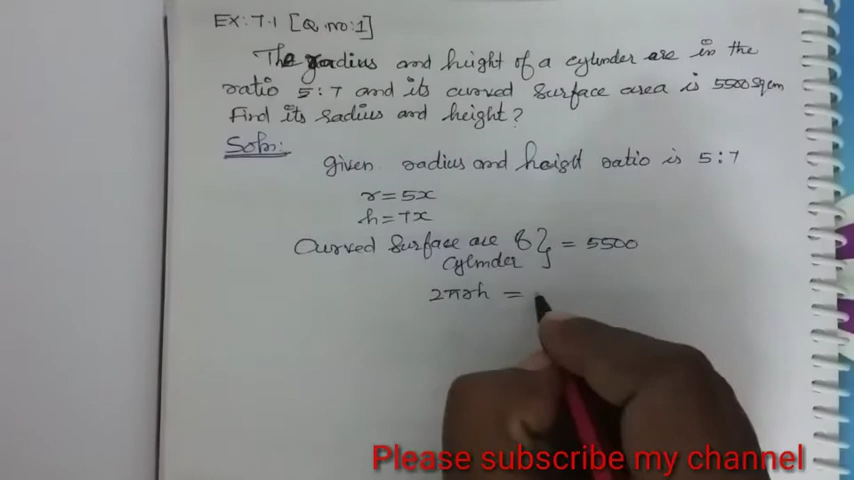 Ex: 7.1 [Q.no:1]
The radius and height of a cylinder are in the
ratio 5:7 and its curved surface area is 5500 sq cm
Find its radius and height?
Soln:
given radius and height ratio is 5:7
r = 5x
h = 7x
Curved Surface are of } = 5500
cylinder
2πrh =
Please subscribe my channel